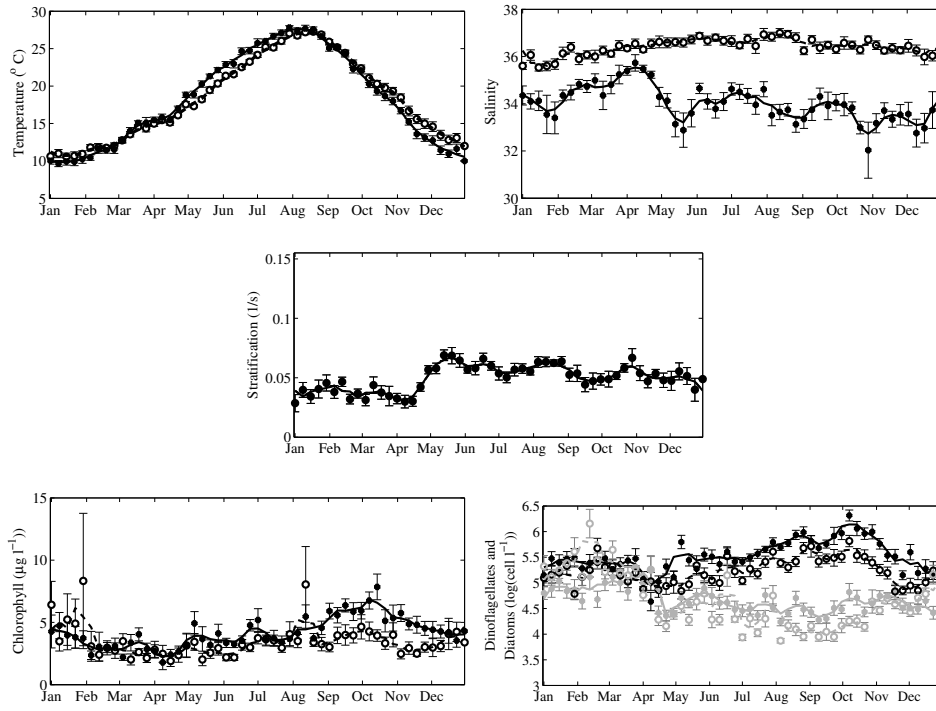 30
25
20
15
10
5
Temperature (° C)
Jan Feb Mar Apr May Jun Jul Aug Sep Oct Nov Dec
38
36
34
32
30
Salinity
Jan Feb Mar Apr May Jun Jul Aug Sep Oct Nov Dec
0.15
0.1
0.05
0
Stratification (1/s)
Jan Feb Mar Apr May Jun Jul Aug Sep Oct Nov Dec
15
10
5
0
Chlorophyll (µg l⁻¹))
Jan Feb Mar Apr May Jun Jul Aug Sep Oct Nov Dec
6.5
6
5.5
5
4.5
4
3.5
3
Dinoflagellates and
Diatoms (log(cell l⁻¹))
Jan Feb Mar Apr May Jun Jul Aug Sep Oct Nov Dec